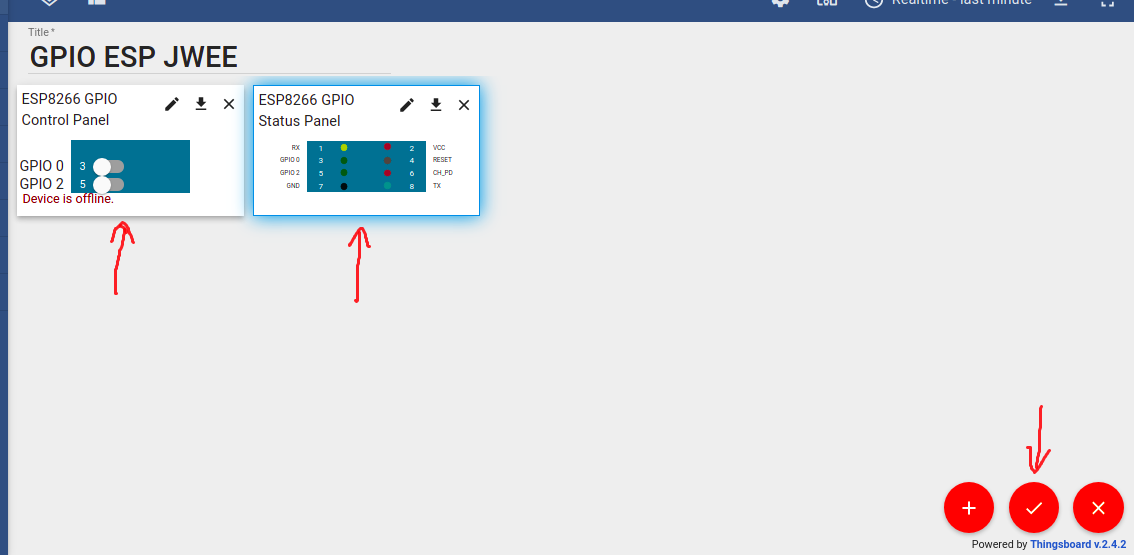 Realtime - last minute
Title *
GPIO ESP JWEE
ESP8266 GPIO
Control Panel
GPIO 0 3
GPIO 2 5
Device is offline.
ESP8266 GPIO
Status Panel
RX 1 2 VCC
GPIO 0 3 4 RESET
GPIO 2 5 6 CH_PD
GND 7 8 TX
Powered by Thingsboard v.2.4.2